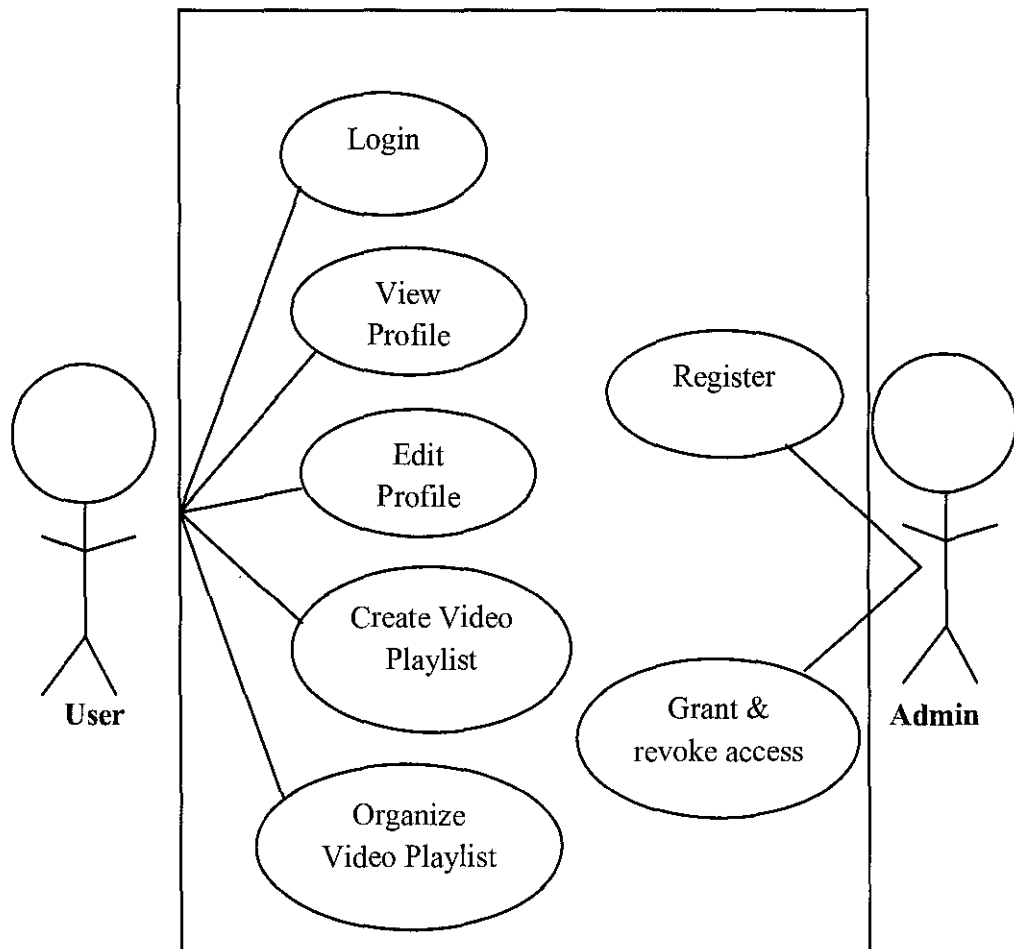 Login
View
Profile
Edit
Profile
Create Video
Playlist
Organize
Video Playlist
User
Register
Grant &
revoke access
Admin